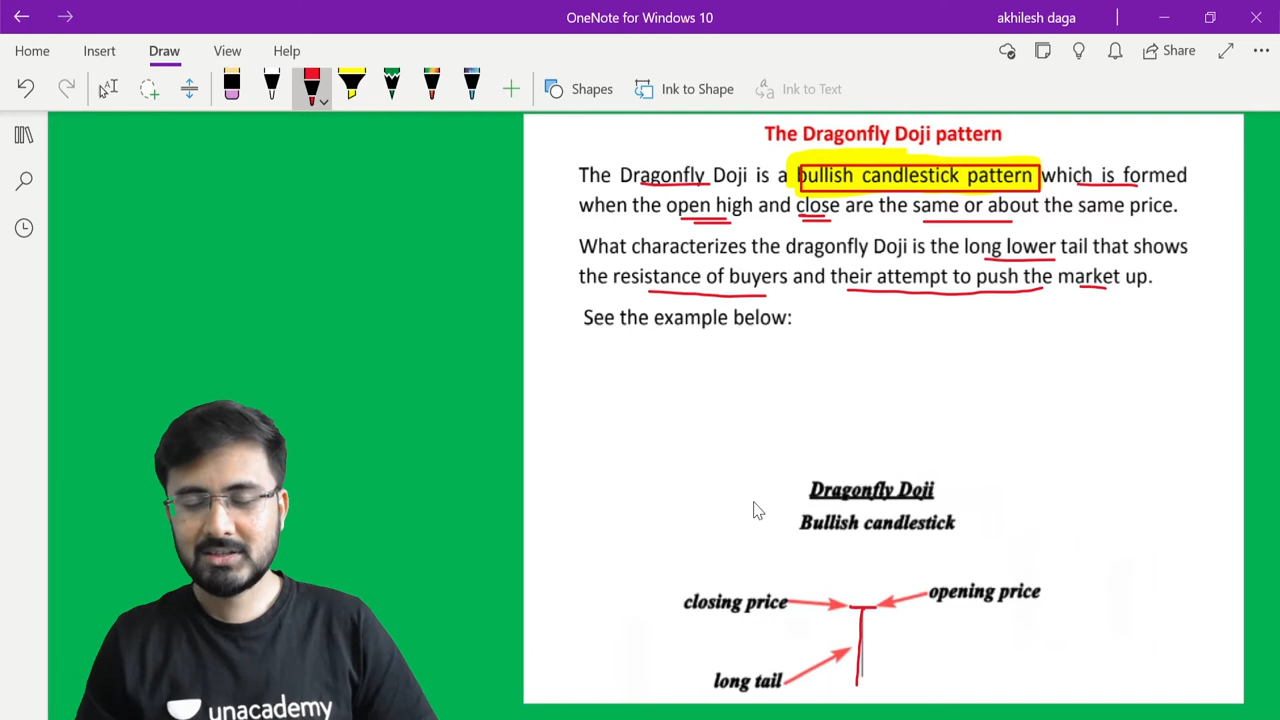 OneNote for Windows 10
akhilesh daga
Home Insert Draw View Help
Share
Shapes
Ink to Shape
Ink to Text
The Dragonfly Doji pattern
The Dragonfly Doji is a bullish candlestick pattern which is formed
when the open high and close are the same or about the same price.
What characterizes the dragonfly Doji is the long lower tail that shows
the resistance of buyers and their attempt to push the market up.
See the example below:
Dragonfly Doji
Bullish candlestick
closing price
opening price
long tail
unacademy